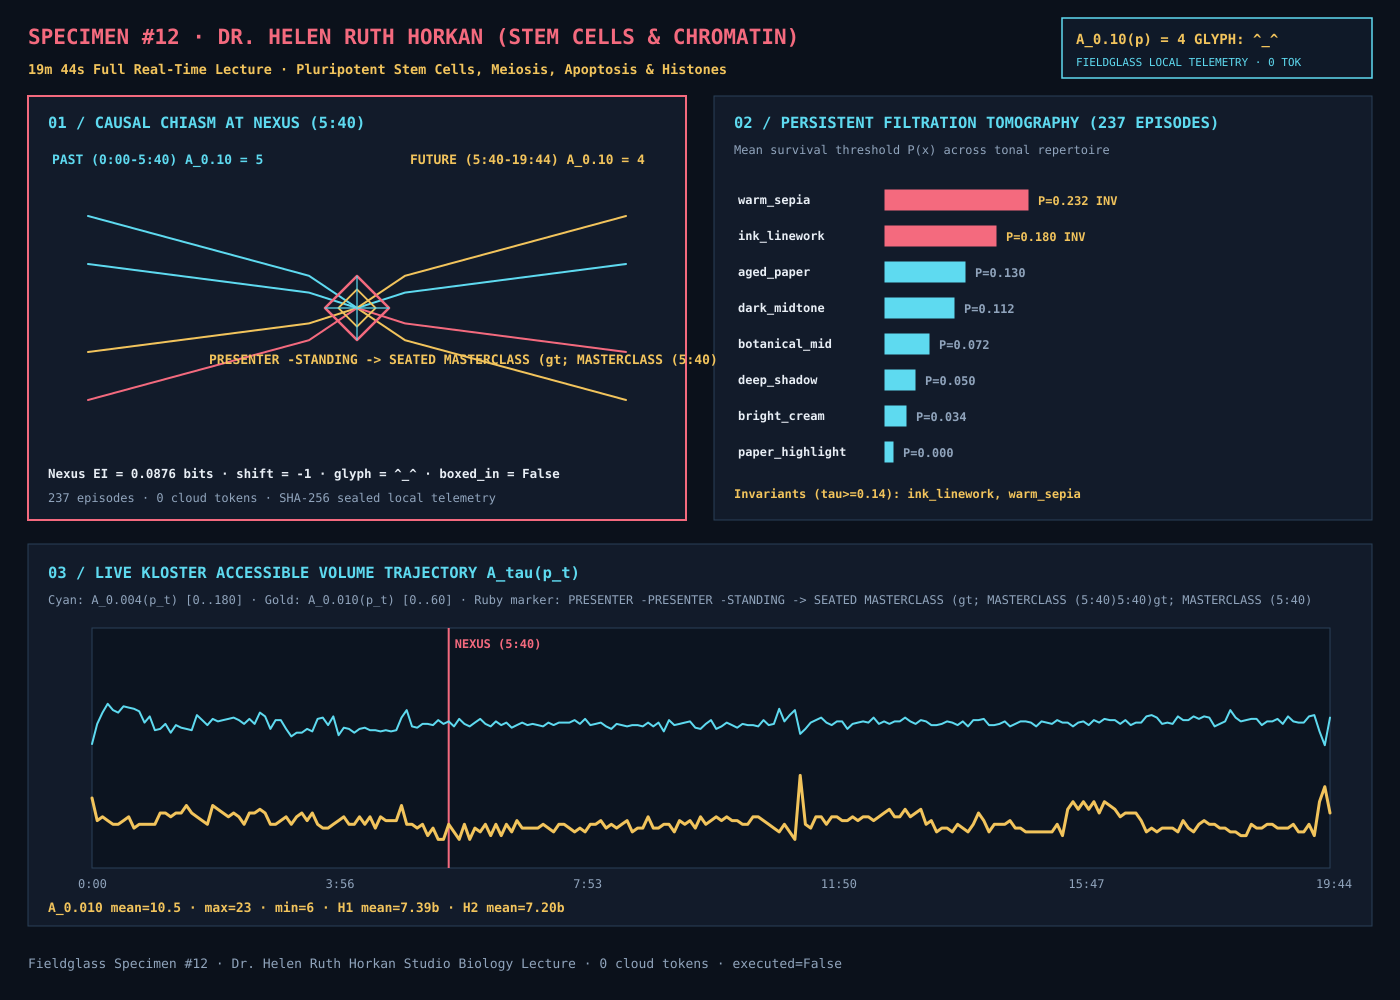 SPECIMEN #12 · DR. HELEN RUTH HORKAN (STEM CELLS & CHROMATIN)
19m 44s Full Real-Time Lecture · Pluripotent Stem Cells, Meiosis, Apoptosis & Histones
A_0.10(p) = 4 GLYPH: ^_^
FIELDGLASS LOCAL TELEMETRY · 0 TOK
01 / CAUSAL CHIASM AT NEXUS (5:40)
PAST (0:00-5:40) A_0.10 = 5
FUTURE (5:40-19:44) A_0.10 = 4
PRESENTER -STANDING -> SEATED MASTERCLASS (gt; MASTERCLASS (5:40)
Nexus EI = 0.0876 bits · shift = -1 · glyph = ^_^ · boxed_in = False
237 episodes · 0 cloud tokens · SHA-256 sealed local telemetry
02 / PERSISTENT FILTRATION TOMOGRAPHY (237 EPISODES)
Mean survival threshold P(x) across tonal repertoire
warm_sepia P=0.232 INV
ink_linework P=0.180 INV
aged_paper P=0.130
dark_midtone P=0.112
botanical_mid P=0.072
deep_shadow P=0.050
bright_cream P=0.034
paper_highlight P=0.000
Invariants (tau>=0.14): ink_linework, warm_sepia
03 / LIVE KLOSTER ACCESSIBLE VOLUME TRAJECTORY A_tau(p_t)
Cyan: A_0.004(p_t) [0..180] · Gold: A_0.010(p_t) [0..60] · Ruby marker: PRESENTER -PRESENTER -STANDING -> SEATED MASTERCLASS (gt; MASTERCLASS (5:40)5:40)gt; MASTERCLASS (5:40)
NEXUS (5:40)
0:00 3:56 7:53 11:50 15:47 19:44
A_0.010 mean=10.5 · max=23 · min=6 · H1 mean=7.39b · H2 mean=7.20b
Fieldglass Specimen #12 · Dr. Helen Ruth Horkan Studio Biology Lecture · 0 cloud tokens · executed=False